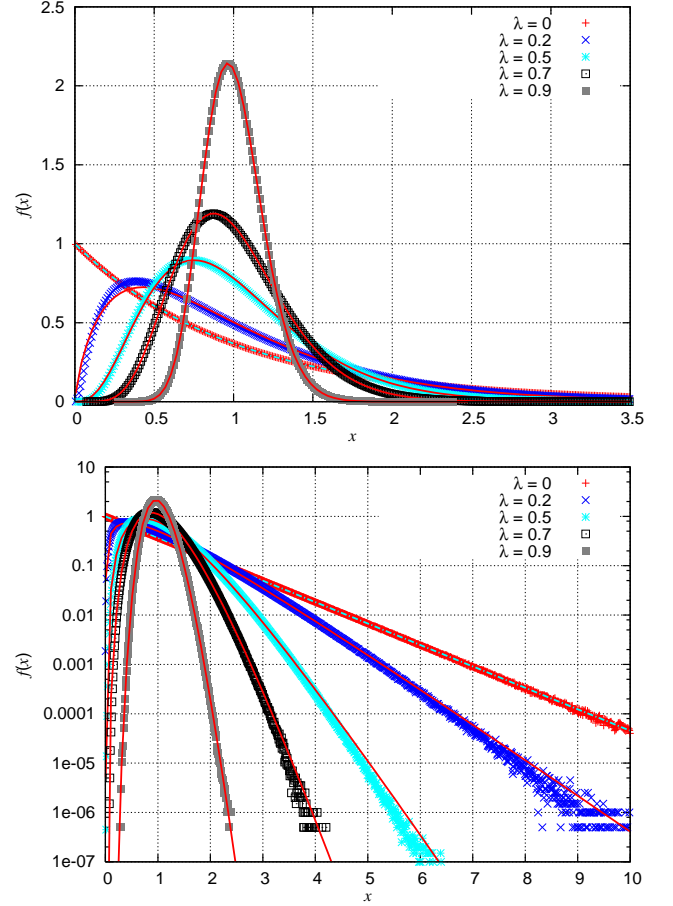 2.5
2
1.5
1
0.5
0
f(x)
0 0.5 1 1.5 2 2.5 3 3.5
x
λ = 0
λ = 0.2
λ = 0.5
λ = 0.7
λ = 0.9
10
1
0.1
0.01
0.001
0.0001
1e-05
1e-06
1e-07
f(x)
0 1 2 3 4 5 6 7 8 9 10
x
λ = 0
λ = 0.2
λ = 0.5
λ = 0.7
λ = 0.9